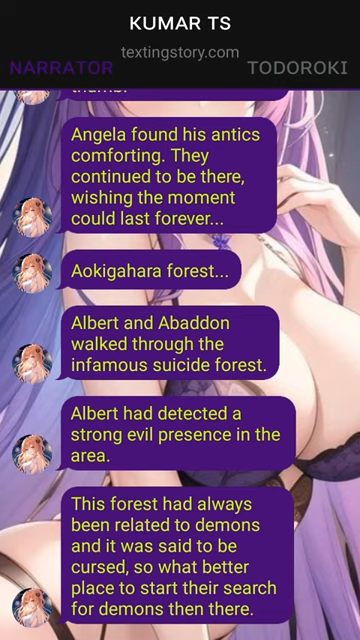 KUMAR TS
textingstory.com
NARRATOR
TODOROKI
thumb.
Angela found his antics
comforting. They
continued to be there,
wishing the moment
could last forever...
Aokigahara forest...
Albert and Abaddon
walked through the
infamous suicide forest.
Albert had detected a
strong evil presence in the
area.
This forest had always
been related to demons
and it was said to be
cursed, so what better
place to start their search
for demons then there.